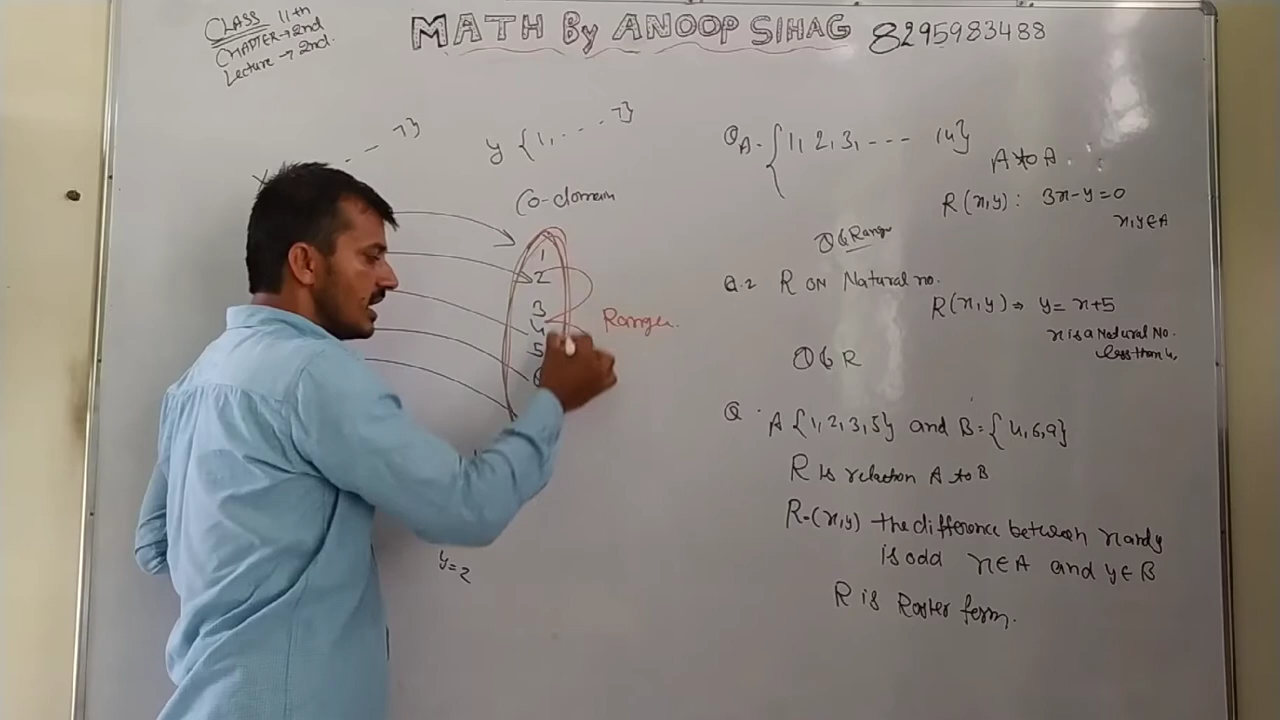 CLASS 11th
CHAPTER → 2nd
Lecture → 2nd.
MATH By ANOOP SIHAG 8295983488
- - 7}
y {1, - - - - 7}
Co-domain
1
2
3
4
5
Range.
y=2
Q A - {1, 2, 3, --- 14}
A to A
R(x,y) : 3x-y=0
x,y∈A
Range
Q.2 R ON Natural no.
R(x,y) ⇒ y = x+5
x is a Natural No.
less than 4,
R
Q. A {1,2,3,5} and B = {4,6,9}
R is relation A to B
R = (x,y) the difference between x and y
is odd x∈A and y∈B
R is Roster form.